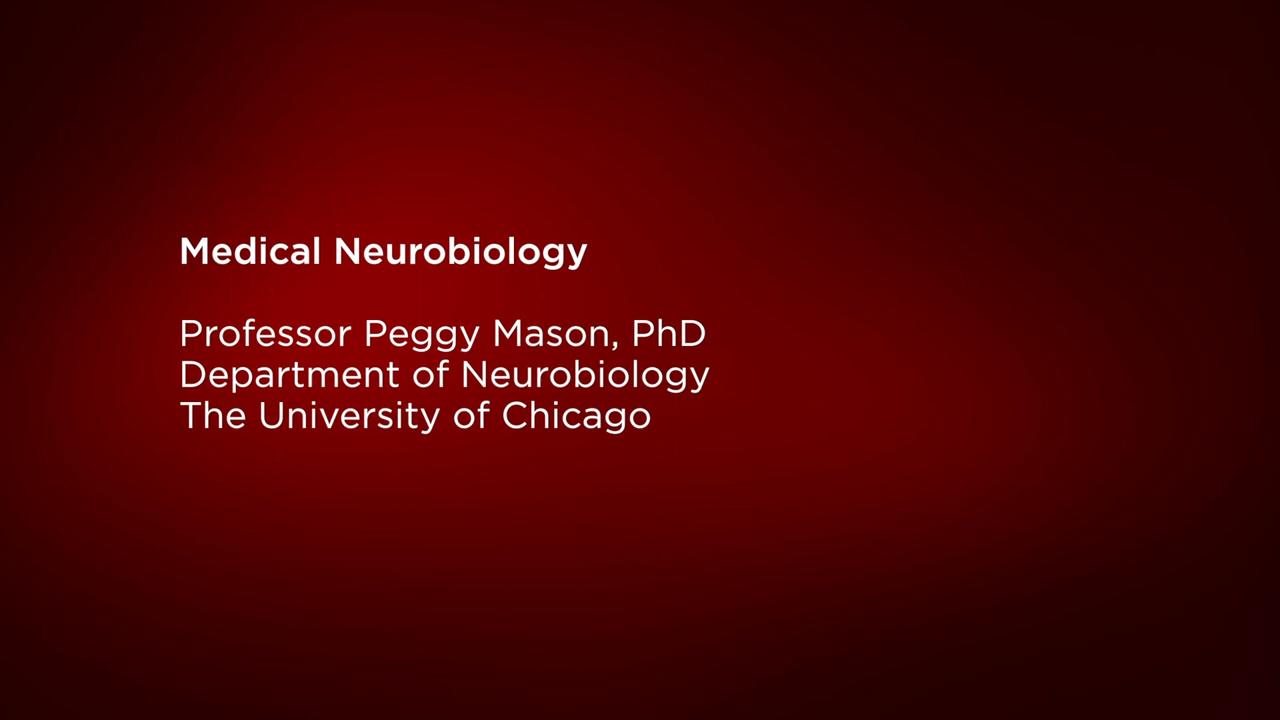 Medical Neurobiology
Professor Peggy Mason, PhD
Department of Neurobiology
The University of Chicago